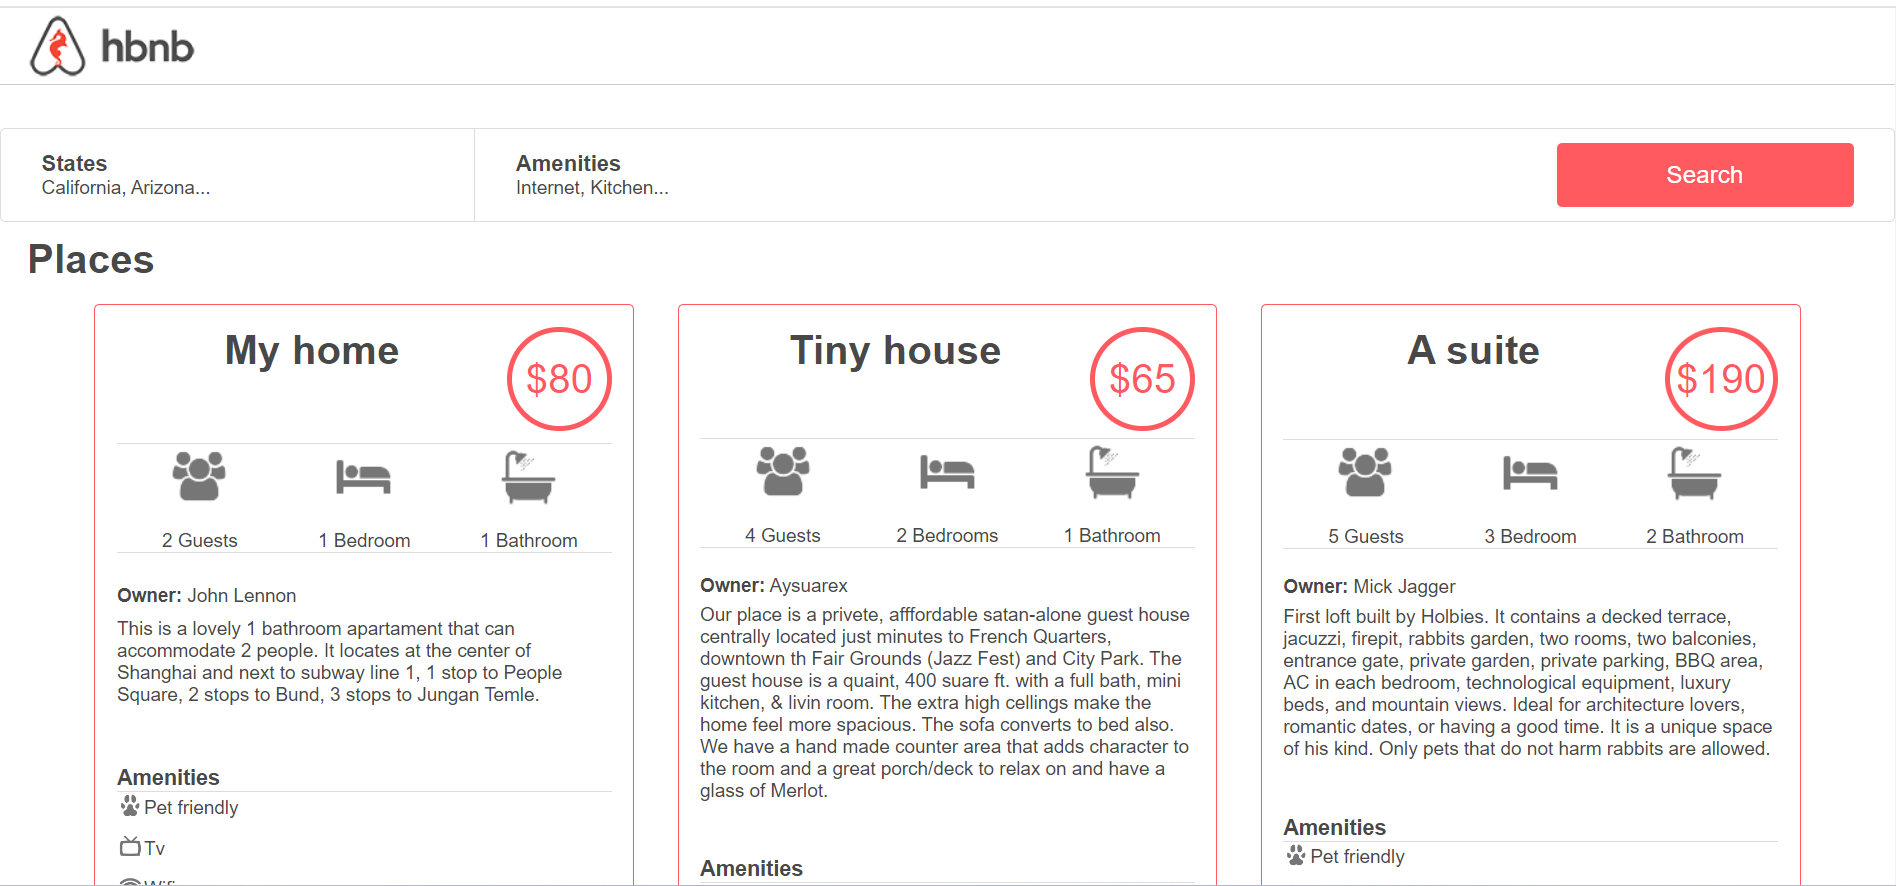 hbnb
States
California, Arizona...
Amenities
Internet, Kitchen...
Search
Places
My home
$80
2 Guests
1 Bedroom
1 Bathroom
Owner: John Lennon
This is a lovely 1 bathroom apartament that can
accommodate 2 people. It locates at the center of
Shanghai and next to subway line 1, 1 stop to People
Square, 2 stops to Bund, 3 stops to Jungan Temle.
Amenities
Pet friendly
Tv
Tiny house
$65
4 Guests
2 Bedrooms
1 Bathroom
Owner: Aysuarex
Our place is a privete, afffordable satan-alone guest house
centrally located just minutes to French Quarters,
downtown th Fair Grounds (Jazz Fest) and City Park. The
guest house is a quaint, 400 suare ft. with a full bath, mini
kitchen, & livin room. The extra high cellings make the
home feel more spacious. The sofa converts to bed also.
We have a hand made counter area that adds character to
the room and a great porch/deck to relax on and have a
glass of Merlot.
Amenities
A suite
$190
5 Guests
3 Bedroom
2 Bathroom
Owner: Mick Jagger
First loft built by Holbies. It contains a decked terrace,
jacuzzi, firepit, rabbits garden, two rooms, two balconies,
entrance gate, private garden, private parking, BBQ area,
AC in each bedroom, technological equipment, luxury
beds, and mountain views. Ideal for architecture lovers,
romantic dates, or having a good time. It is a unique space
of his kind. Only pets that do not harm rabbits are allowed.
Amenities
Pet friendly